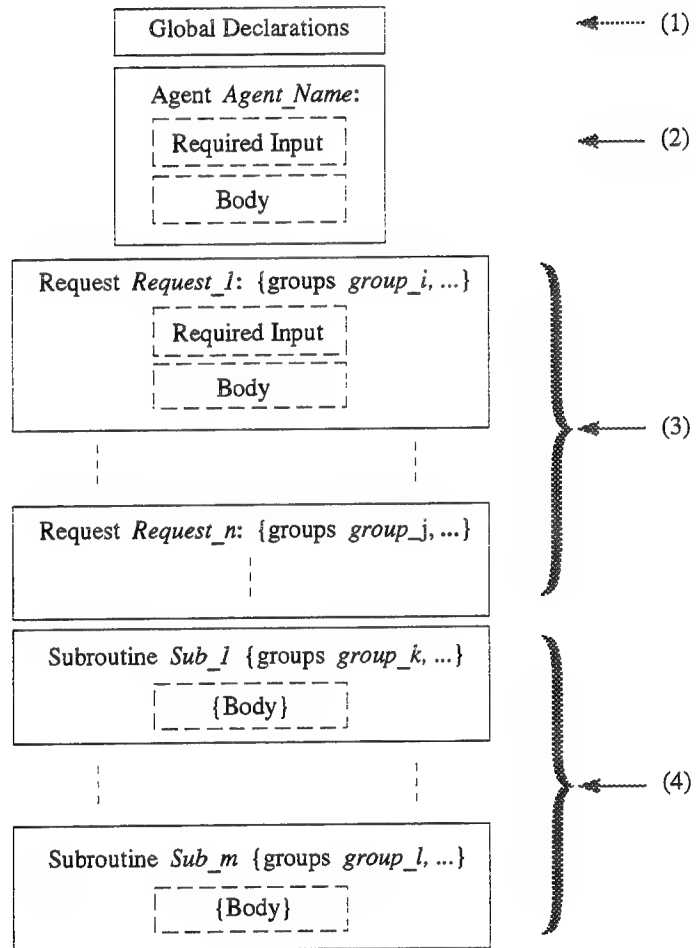 Global Declarations (1)
Agent Agent_Name:
Required Input (2)
Body
Request Request_1: {groups group_i, ...}
Required Input
Body
(3)
Request Request_n: {groups group_j, ...}
Subroutine Sub_1 {groups group_k, ...}
{Body}
(4)
Subroutine Sub_m {groups group_l, ...}
{Body}